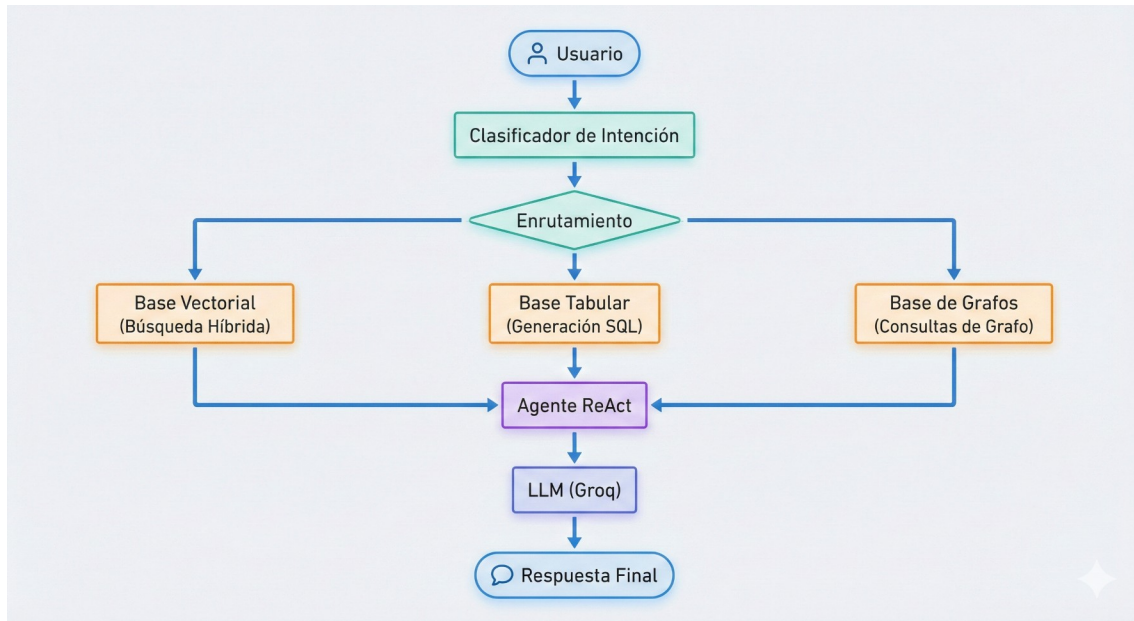 Usuario
Clasificador de Intención
Enrutamiento
Base Vectorial
(Búsqueda Híbrida)
Base Tabular
(Generación SQL)
Base de Grafos
(Consultas de Grafo)
Agente ReAct
LLM (Groq)
Respuesta Final